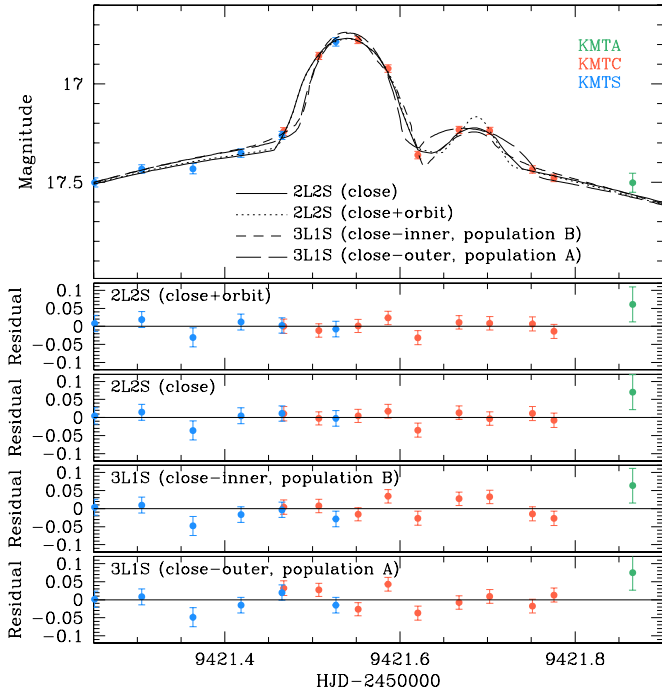 KMTA
KMTC
KMTS
17
17.5
Magnitude
2L2S (close)
2L2S (close+orbit)
3L1S (close-inner, population B)
3L1S (close-outer, population A)
2L2S (close+orbit)
0.1
0.05
0
−0.05
−0.1
Residual
2L2S (close)
0.1
0.05
0
−0.05
−0.1
Residual
3L1S (close-inner, population B)
0.1
0.05
0
−0.05
−0.1
Residual
3L1S (close-outer, population A)
0.1
0.05
0
−0.05
−0.1
Residual
9421.4 9421.6 9421.8
HJD-2450000